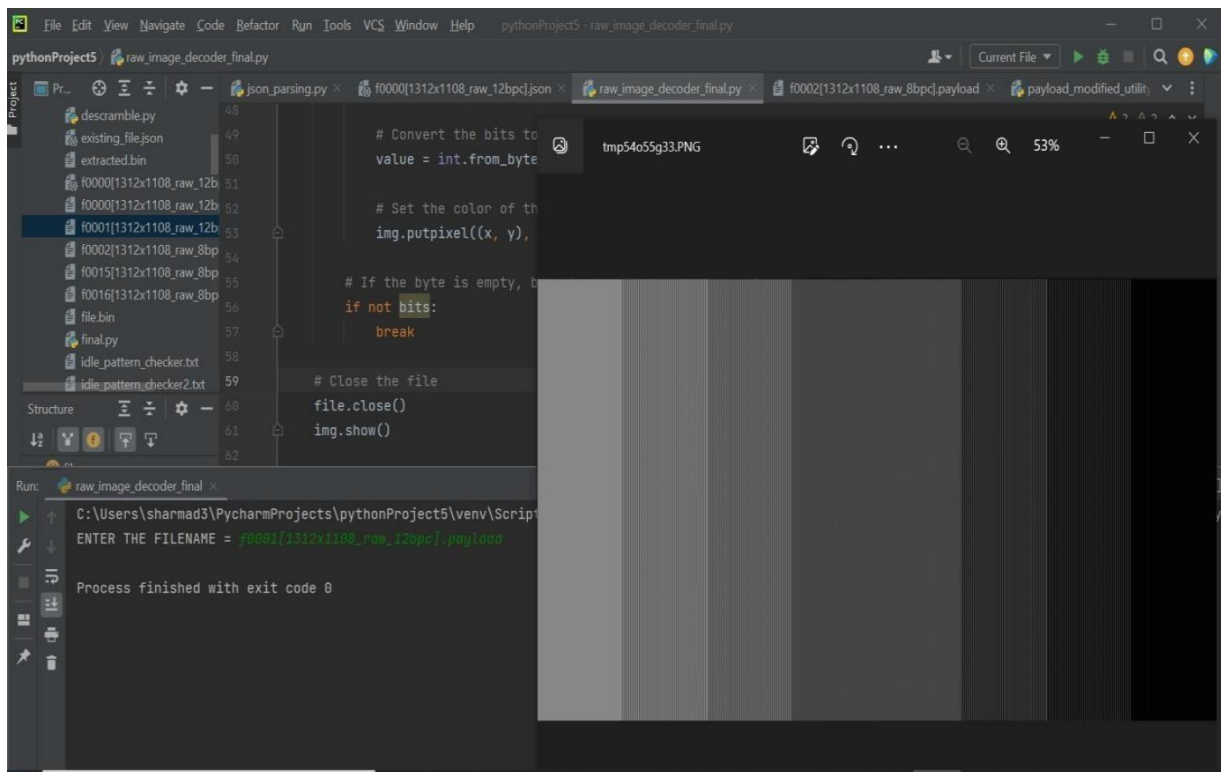 File Edit View Navigate Code Refactor Run Tools VCS Window Help pythonProject5 - raw_image_decoder_final.py
pythonProject5 raw_image_decoder_final.py Current File
Project
Pr... json_parsing.py f0000[1312x1108_raw_12bpc].json raw_image_decoder_final.py f0002[1312x1108_raw_8bpc].payload payload_modified_utility
descramble.py
existing_file.json
extracted.bin
f0000[1312x1108_raw_12b
f0000[1312x1108_raw_12b
f0001[1312x1108_raw_12b
f0002[1312x1108_raw_8bp
f0015[1312x1108_raw_8bp
f0016[1312x1108_raw_8bp
file.bin
final.py
idle_pattern_checker.txt
idle_pattern_checker2.txt
Structure
48
49 # Convert the bits to
50 value = int.from_byte
51
52 # Set the color of th
53 img.putpixel((x, y),
54
55 # If the byte is empty, b
56 if not bits:
57 break
58
59 # Close the file
60 file.close()
61 img.show()
62
tmp54o55g33.PNG 53%
Run: raw_image_decoder_final
C:\Users\sharmad3\PycharmProjects\pythonProject5\venv\Script
ENTER THE FILENAME = f0001[1312x1108_raw_12bpc].payload
Process finished with exit code 0